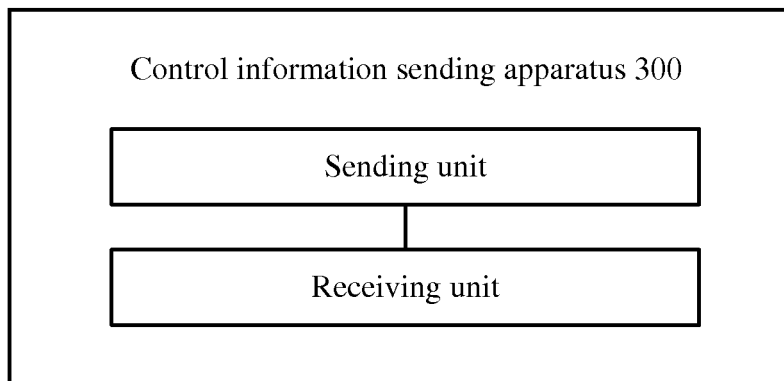 Control information sending apparatus 300
Sending unit
Receiving unit